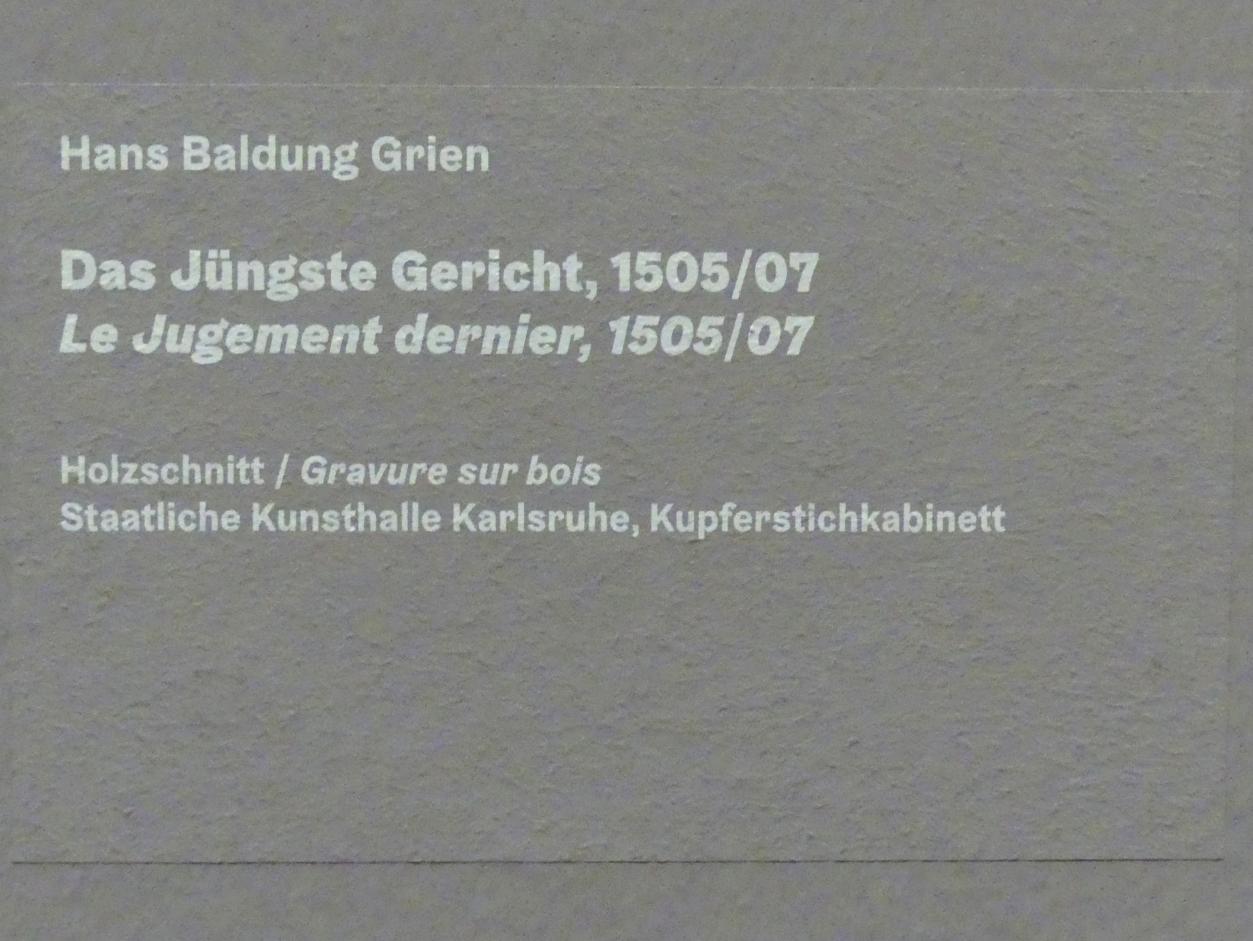 Hans Baldung Grien
Das Jüngste Gericht, 1505/07
Le Jugement dernier, 1505/07
Holzschnitt / Gravure sur bois
Staatliche Kunsthalle Karlsruhe, Kupferstichkabinett